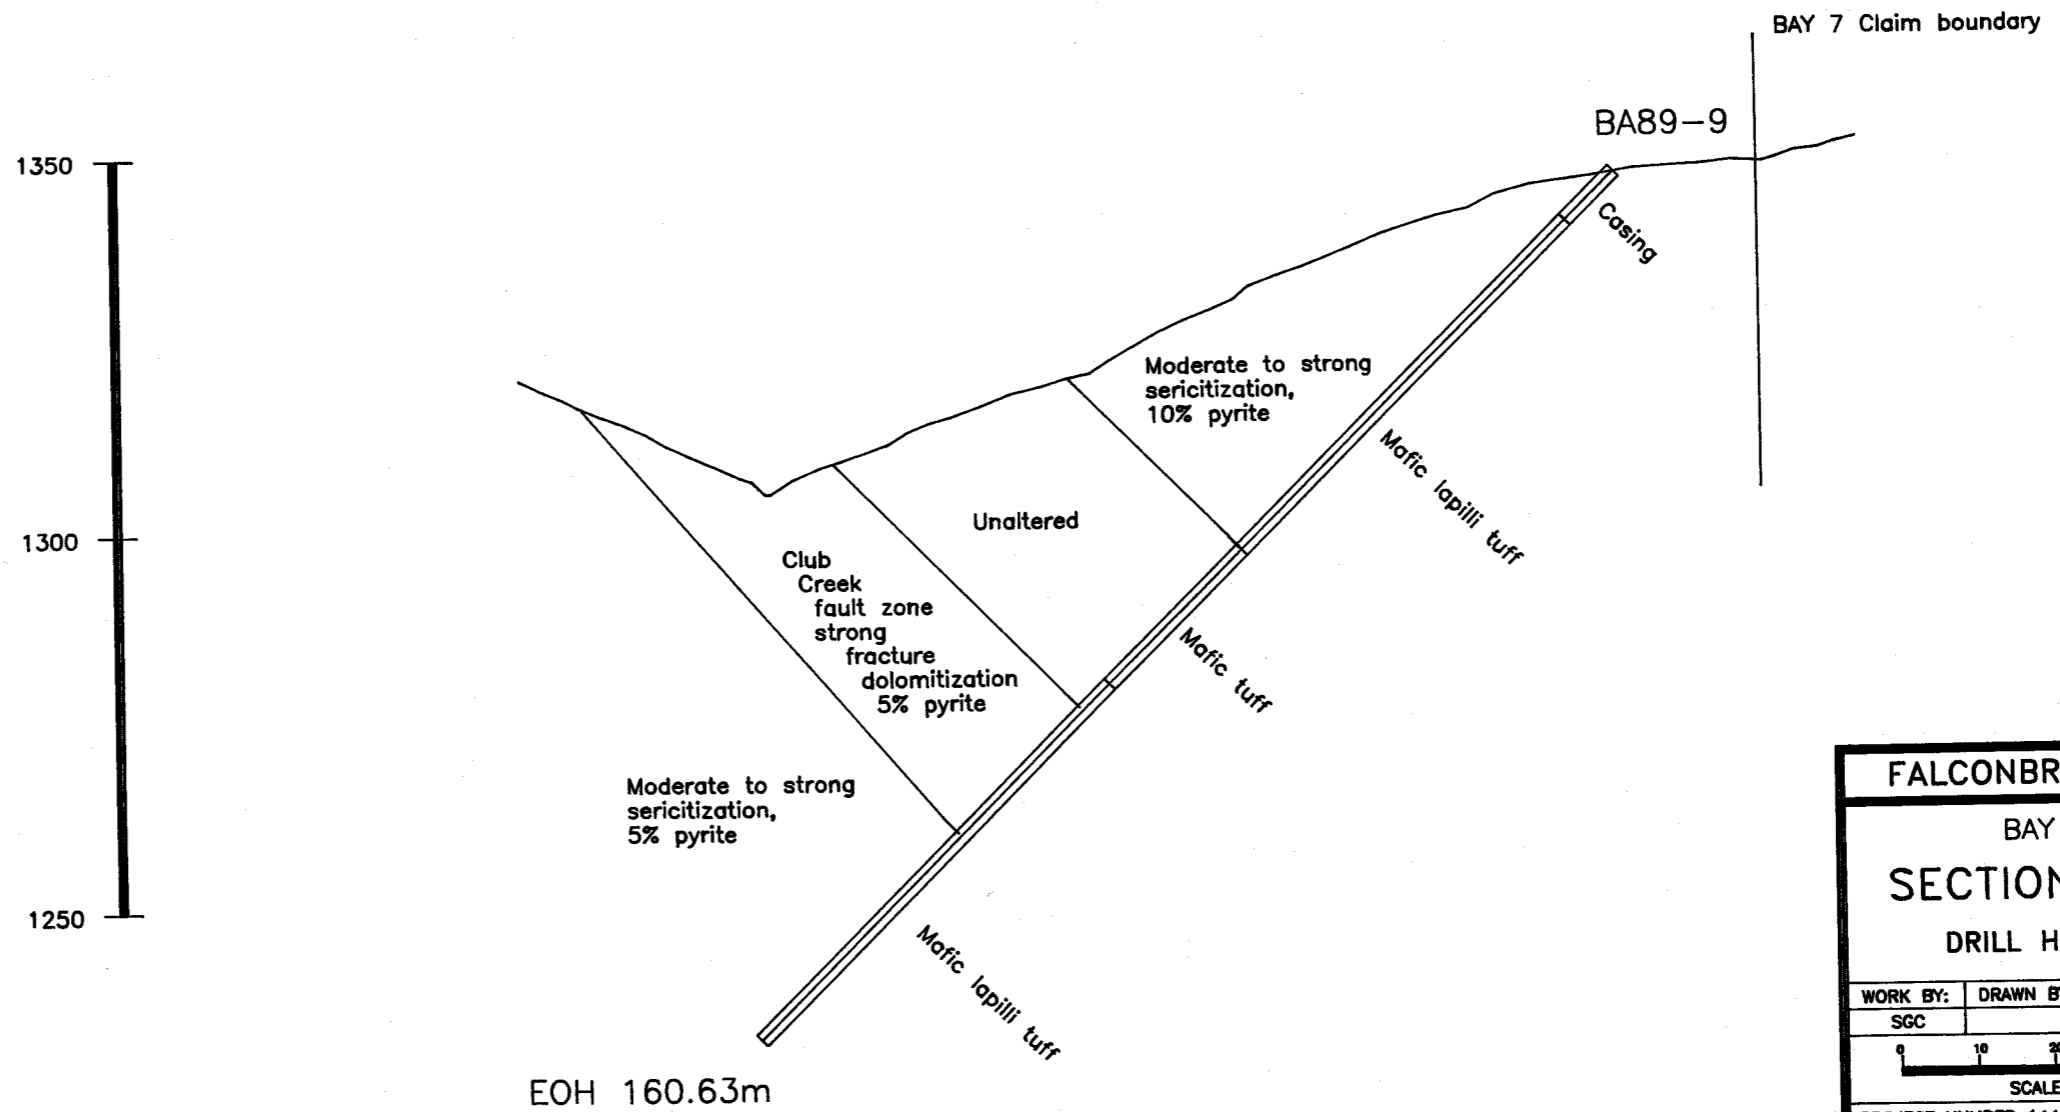 BAY 7 Claim boundary
BA89-9
1350
Casing
Moderate to strong
sericitization,
10% pyrite
Mafic lapilli tuff
1300
Unaltered
Club
Creek
fault zone
strong
fracture
dolomitization
5% pyrite
Mafic tuff
Moderate to strong
sericitization,
5% pyrite
1250
Mafic lapilli tuff
EOH 160.63m
FALCONBR
BAY
SECTION
DRILL H
WORK BY: DRAWN B
SGC
0 10
SCALE